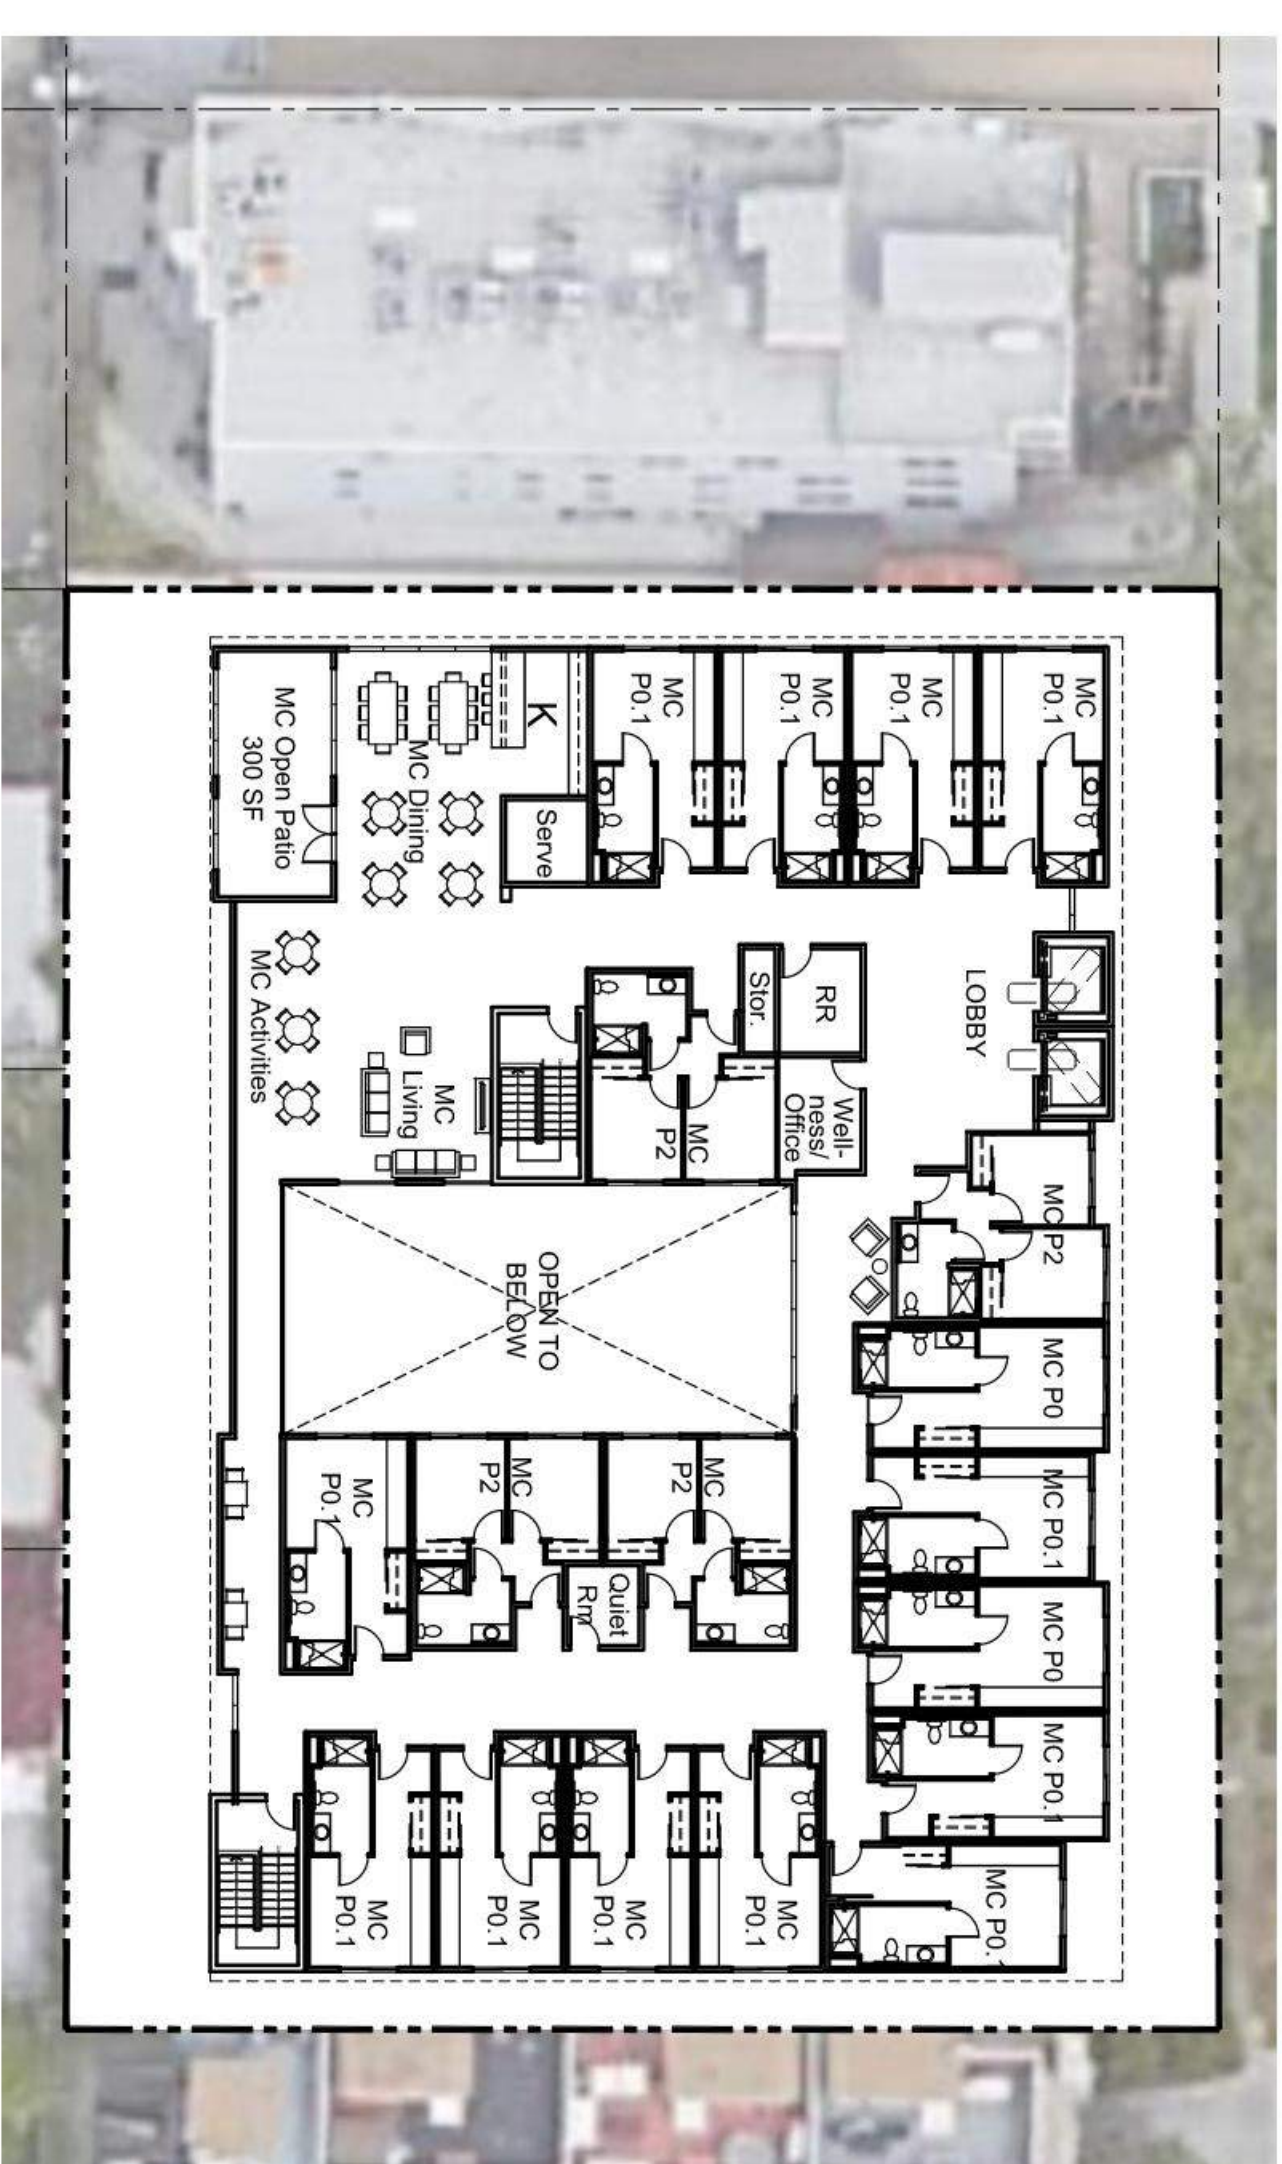 MC
P0.1
MC
P0.1
MC
P0.1
MC
P0.1
K
MC Open Patio
300 SF
MC Dining
Serve
LOBBY
RR
Stor.
MC Activities
MC
Living
Well-
ness/
Office
MC
P2
MC P2
OPEN TO
BELOW
MC P0
MC P0.1
MC P0
MC P0.1
MC P0.
MC
P0.1
MC
P2
MC
P2
Quiet
Rm
MC
P0.1
MC
P0.1
MC
P0.1
MC
P0.1